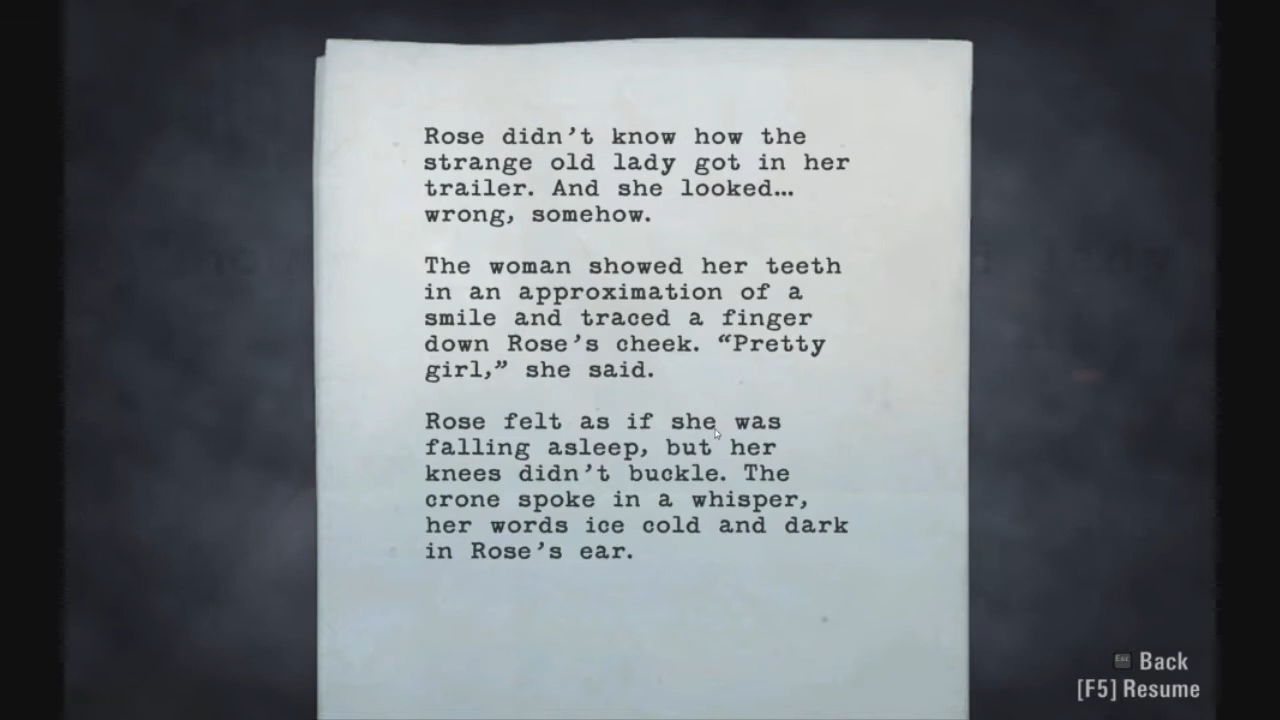 Rose didn’t know how the
strange old lady got in her
trailer. And she looked…
wrong, somehow.
The woman showed her teeth
in an approximation of a
smile and traced a finger
down Rose’s cheek. “Pretty
girl,” she said.
Rose felt as if she was
falling asleep, but her
knees didn’t buckle. The
crone spoke in a whisper,
her words ice cold and dark
in Rose’s ear.
Esc Back
[F5] Resume